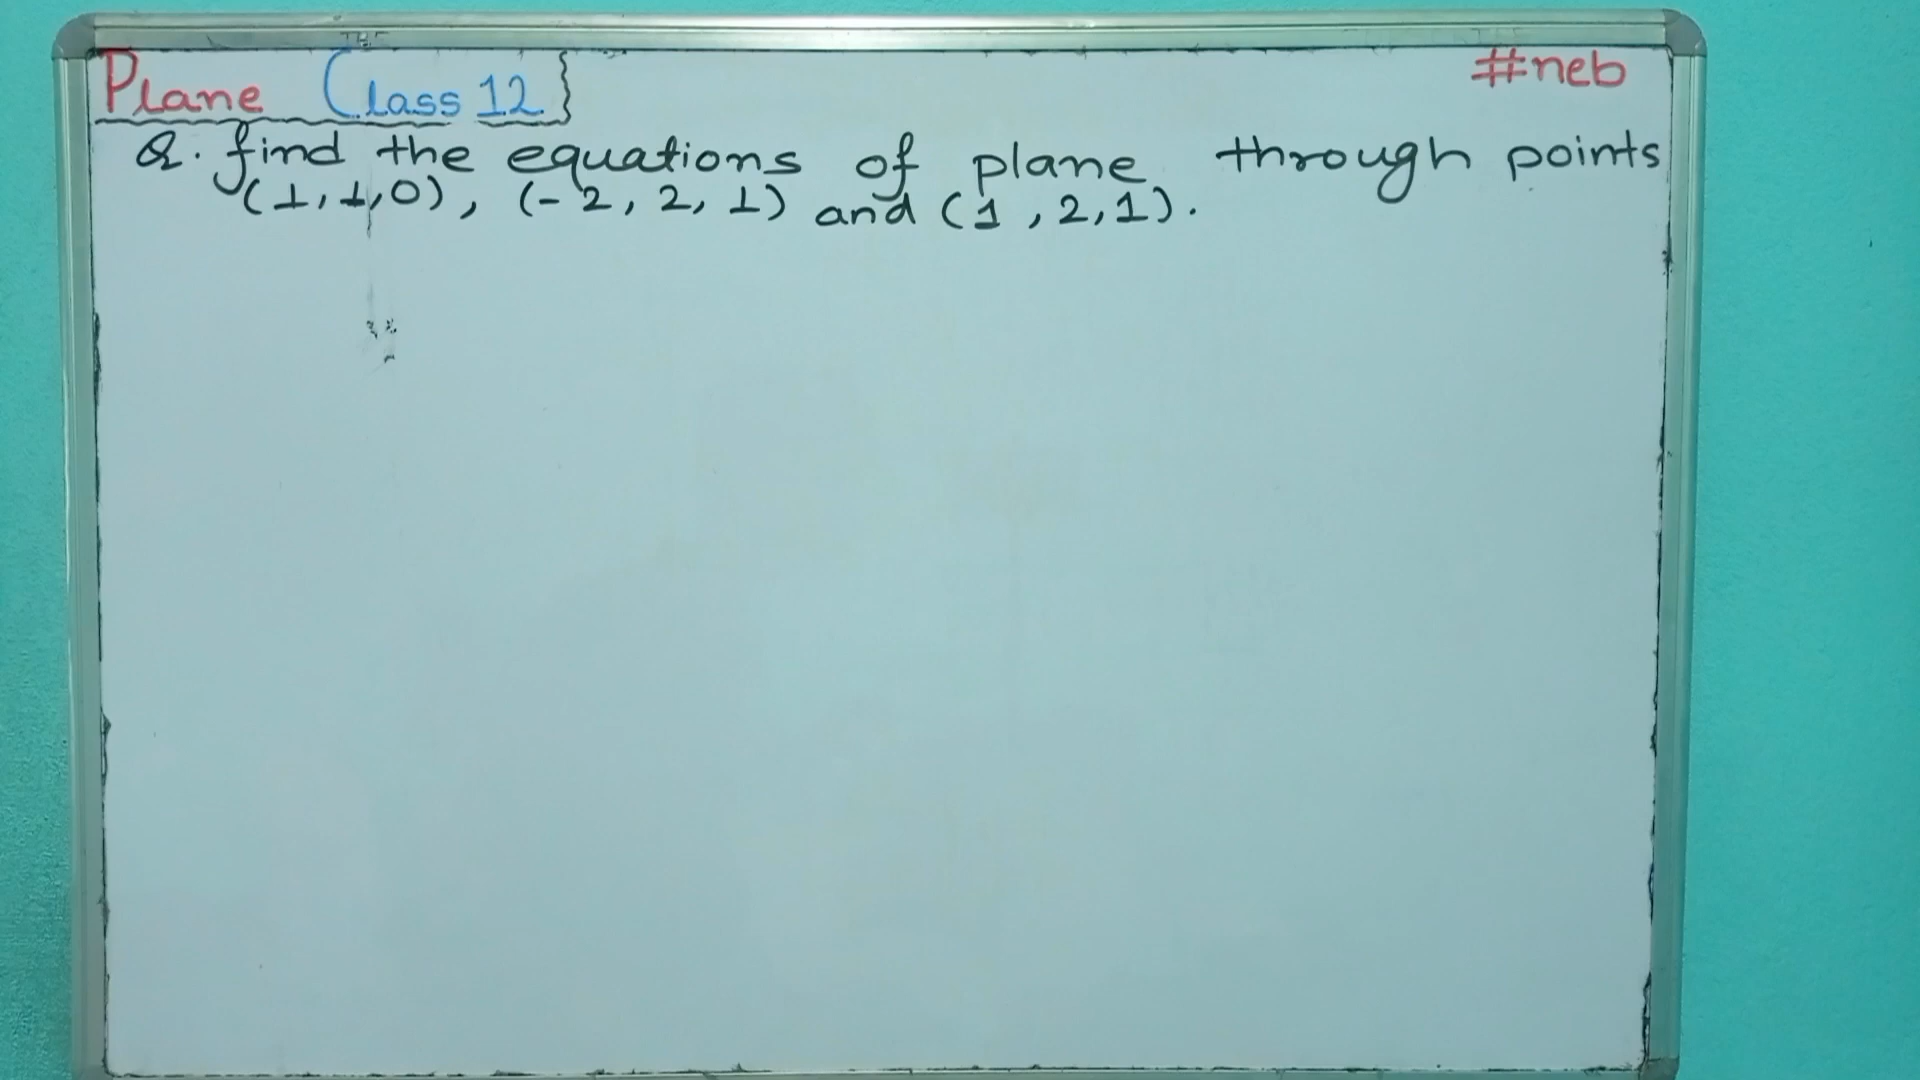 Plane Class 12
#neb
Q. find the equations of plane through points
(1,1,0), (-2, 2, 1) and (1, 2, 1).